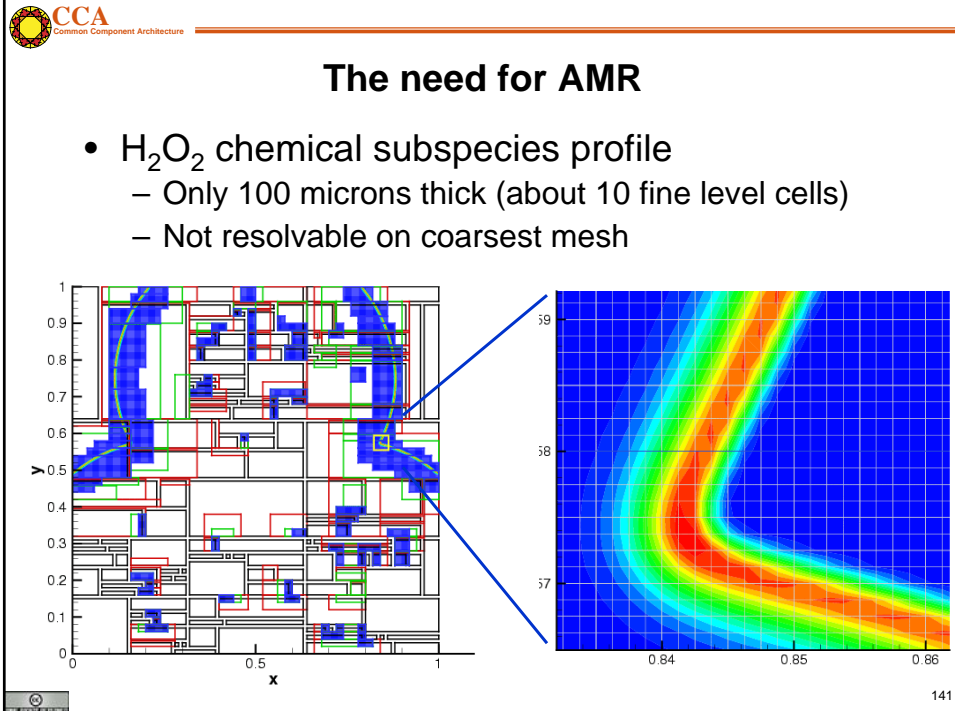 CCA
Common Component Architecture
The need for AMR
• H₂O₂ chemical subspecies profile
– Only 100 microns thick (about 10 fine level cells)
– Not resolvable on coarsest mesh
1
0.9
0.8
0.7
0.6
0.5
0.4
0.3
0.2
0.1
0
y
0 0.5 1
x
59
58
57
0.84 0.85 0.86
141